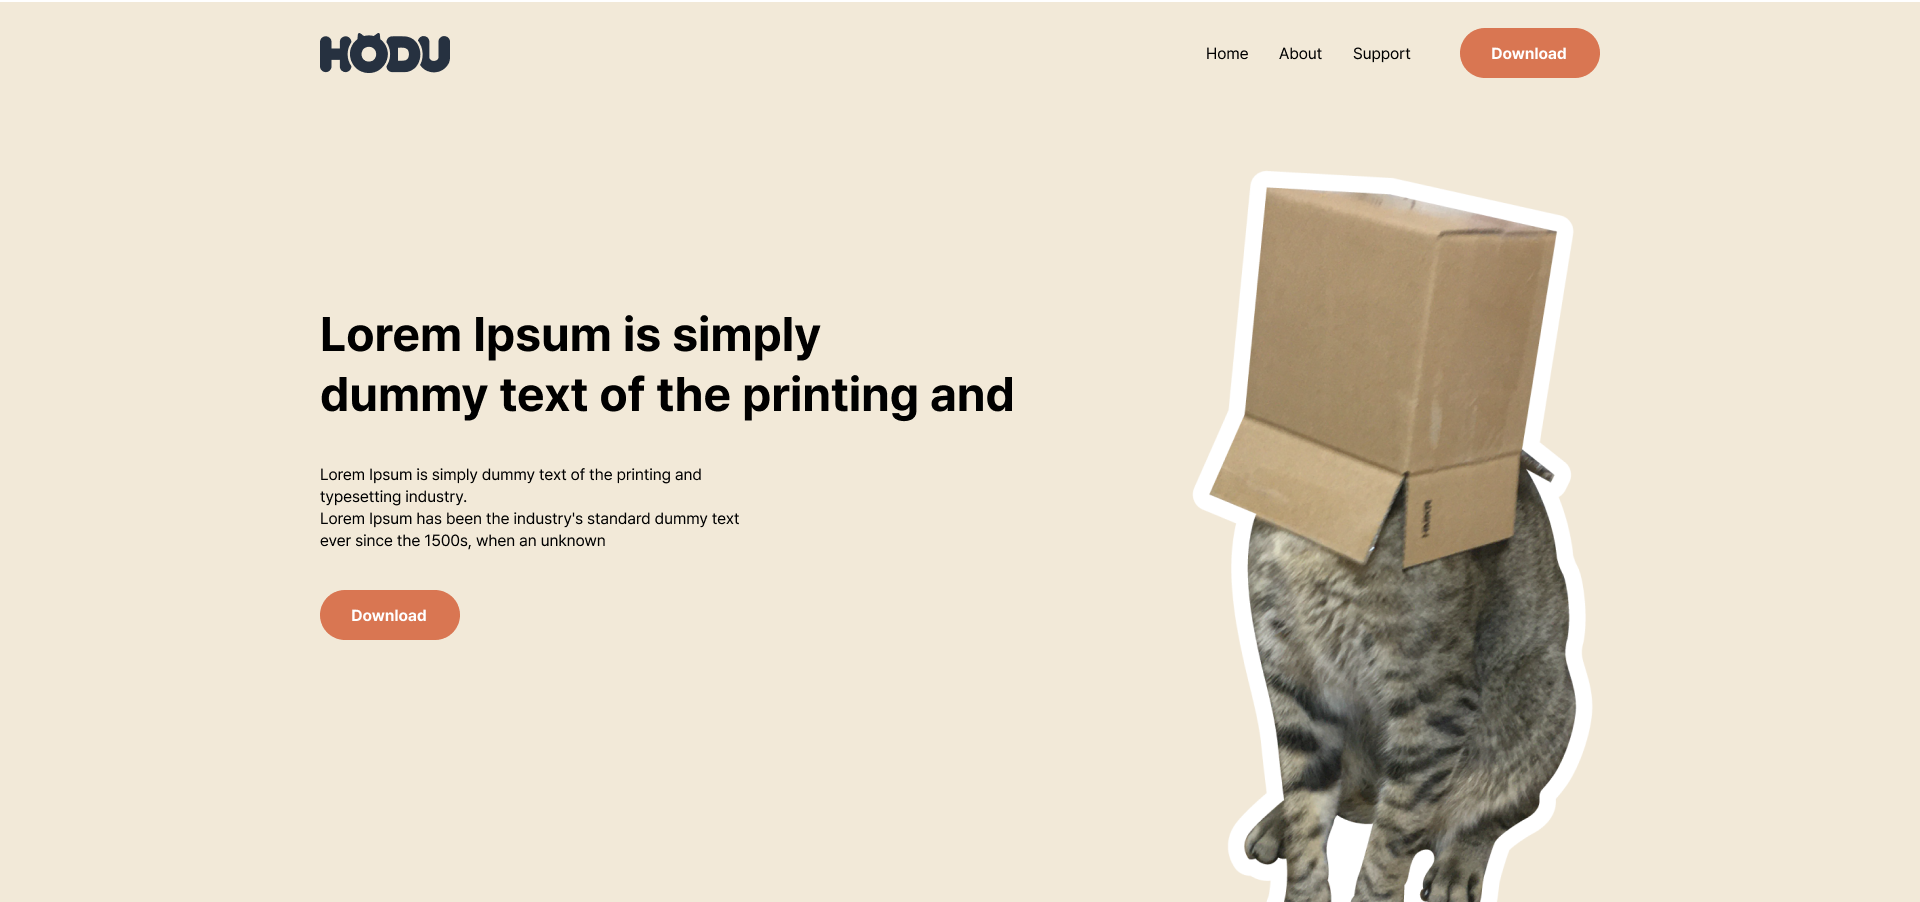 HODU
Home About Support Download
Lorem Ipsum is simply
dummy text of the printing and
Lorem Ipsum is simply dummy text of the printing and
typesetting industry.
Lorem Ipsum has been the industry's standard dummy text
ever since the 1500s, when an unknown
Download